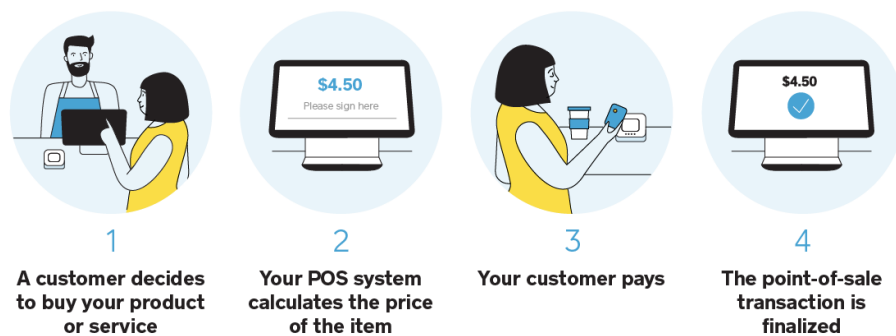 $4.50
Please sign here
$4.50
1
2
3
4
A customer decides
to buy your product
or service
Your POS system
calculates the price
of the item
Your customer pays
The point-of-sale
transaction is
finalized